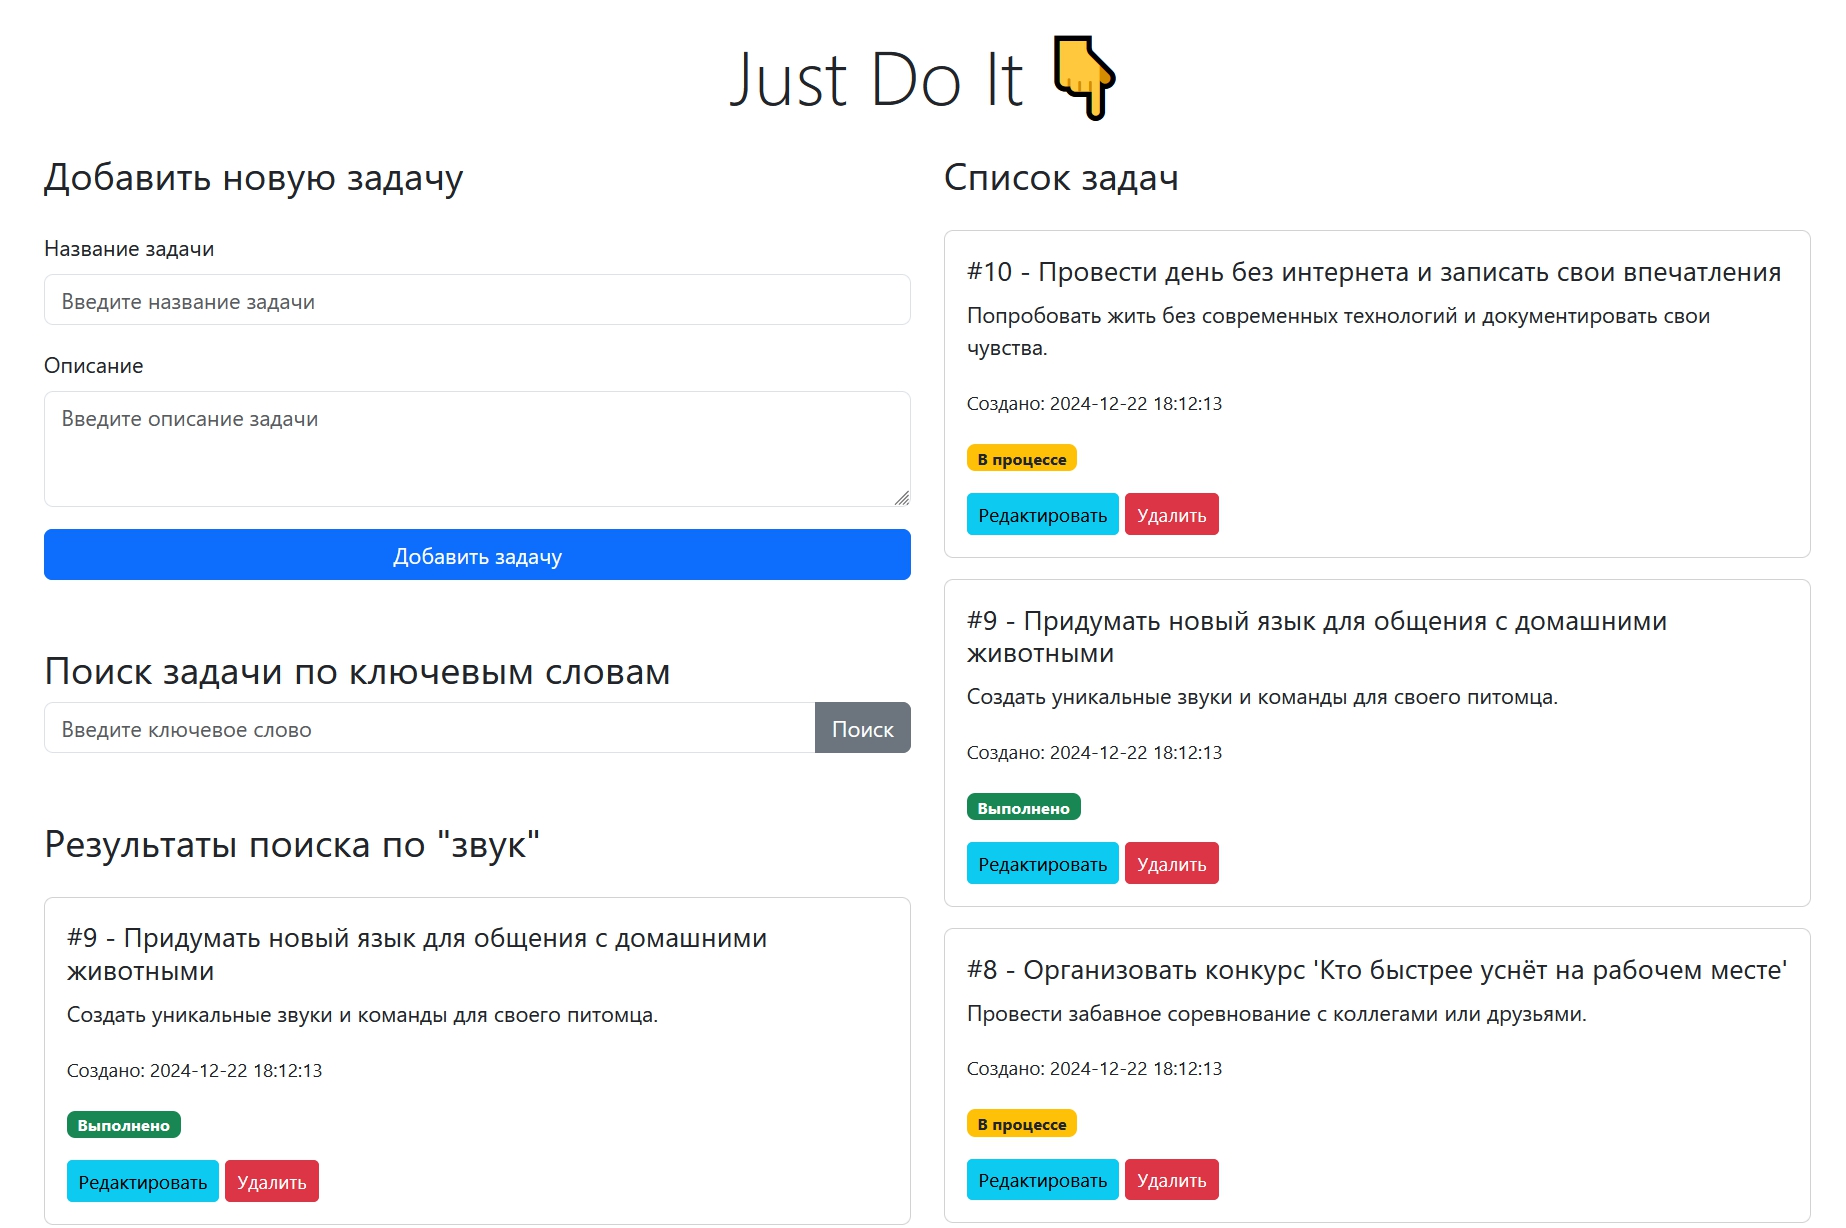 Just Do It
Добавить новую задачу
Название задачи
Введите название задачи
Описание
Введите описание задачи
Добавить задачу
Поиск задачи по ключевым словам
Введите ключевое слово
Поиск
Результаты поиска по "звук"
#9 - Придумать новый язык для общения с домашними
животными
Создать уникальные звуки и команды для своего питомца.
Создано: 2024-12-22 18:12:13
Выполнено
Редактировать
Удалить
Список задач
#10 - Провести день без интернета и записать свои впечатления
Попробовать жить без современных технологий и документировать свои
чувства.
Создано: 2024-12-22 18:12:13
В процессе
Редактировать
Удалить
#9 - Придумать новый язык для общения с домашними
животными
Создать уникальные звуки и команды для своего питомца.
Создано: 2024-12-22 18:12:13
Выполнено
Редактировать
Удалить
#8 - Организовать конкурс 'Кто быстрее уснёт на рабочем месте'
Провести забавное соревнование с коллегами или друзьями.
Создано: 2024-12-22 18:12:13
В процессе
Редактировать
Удалить